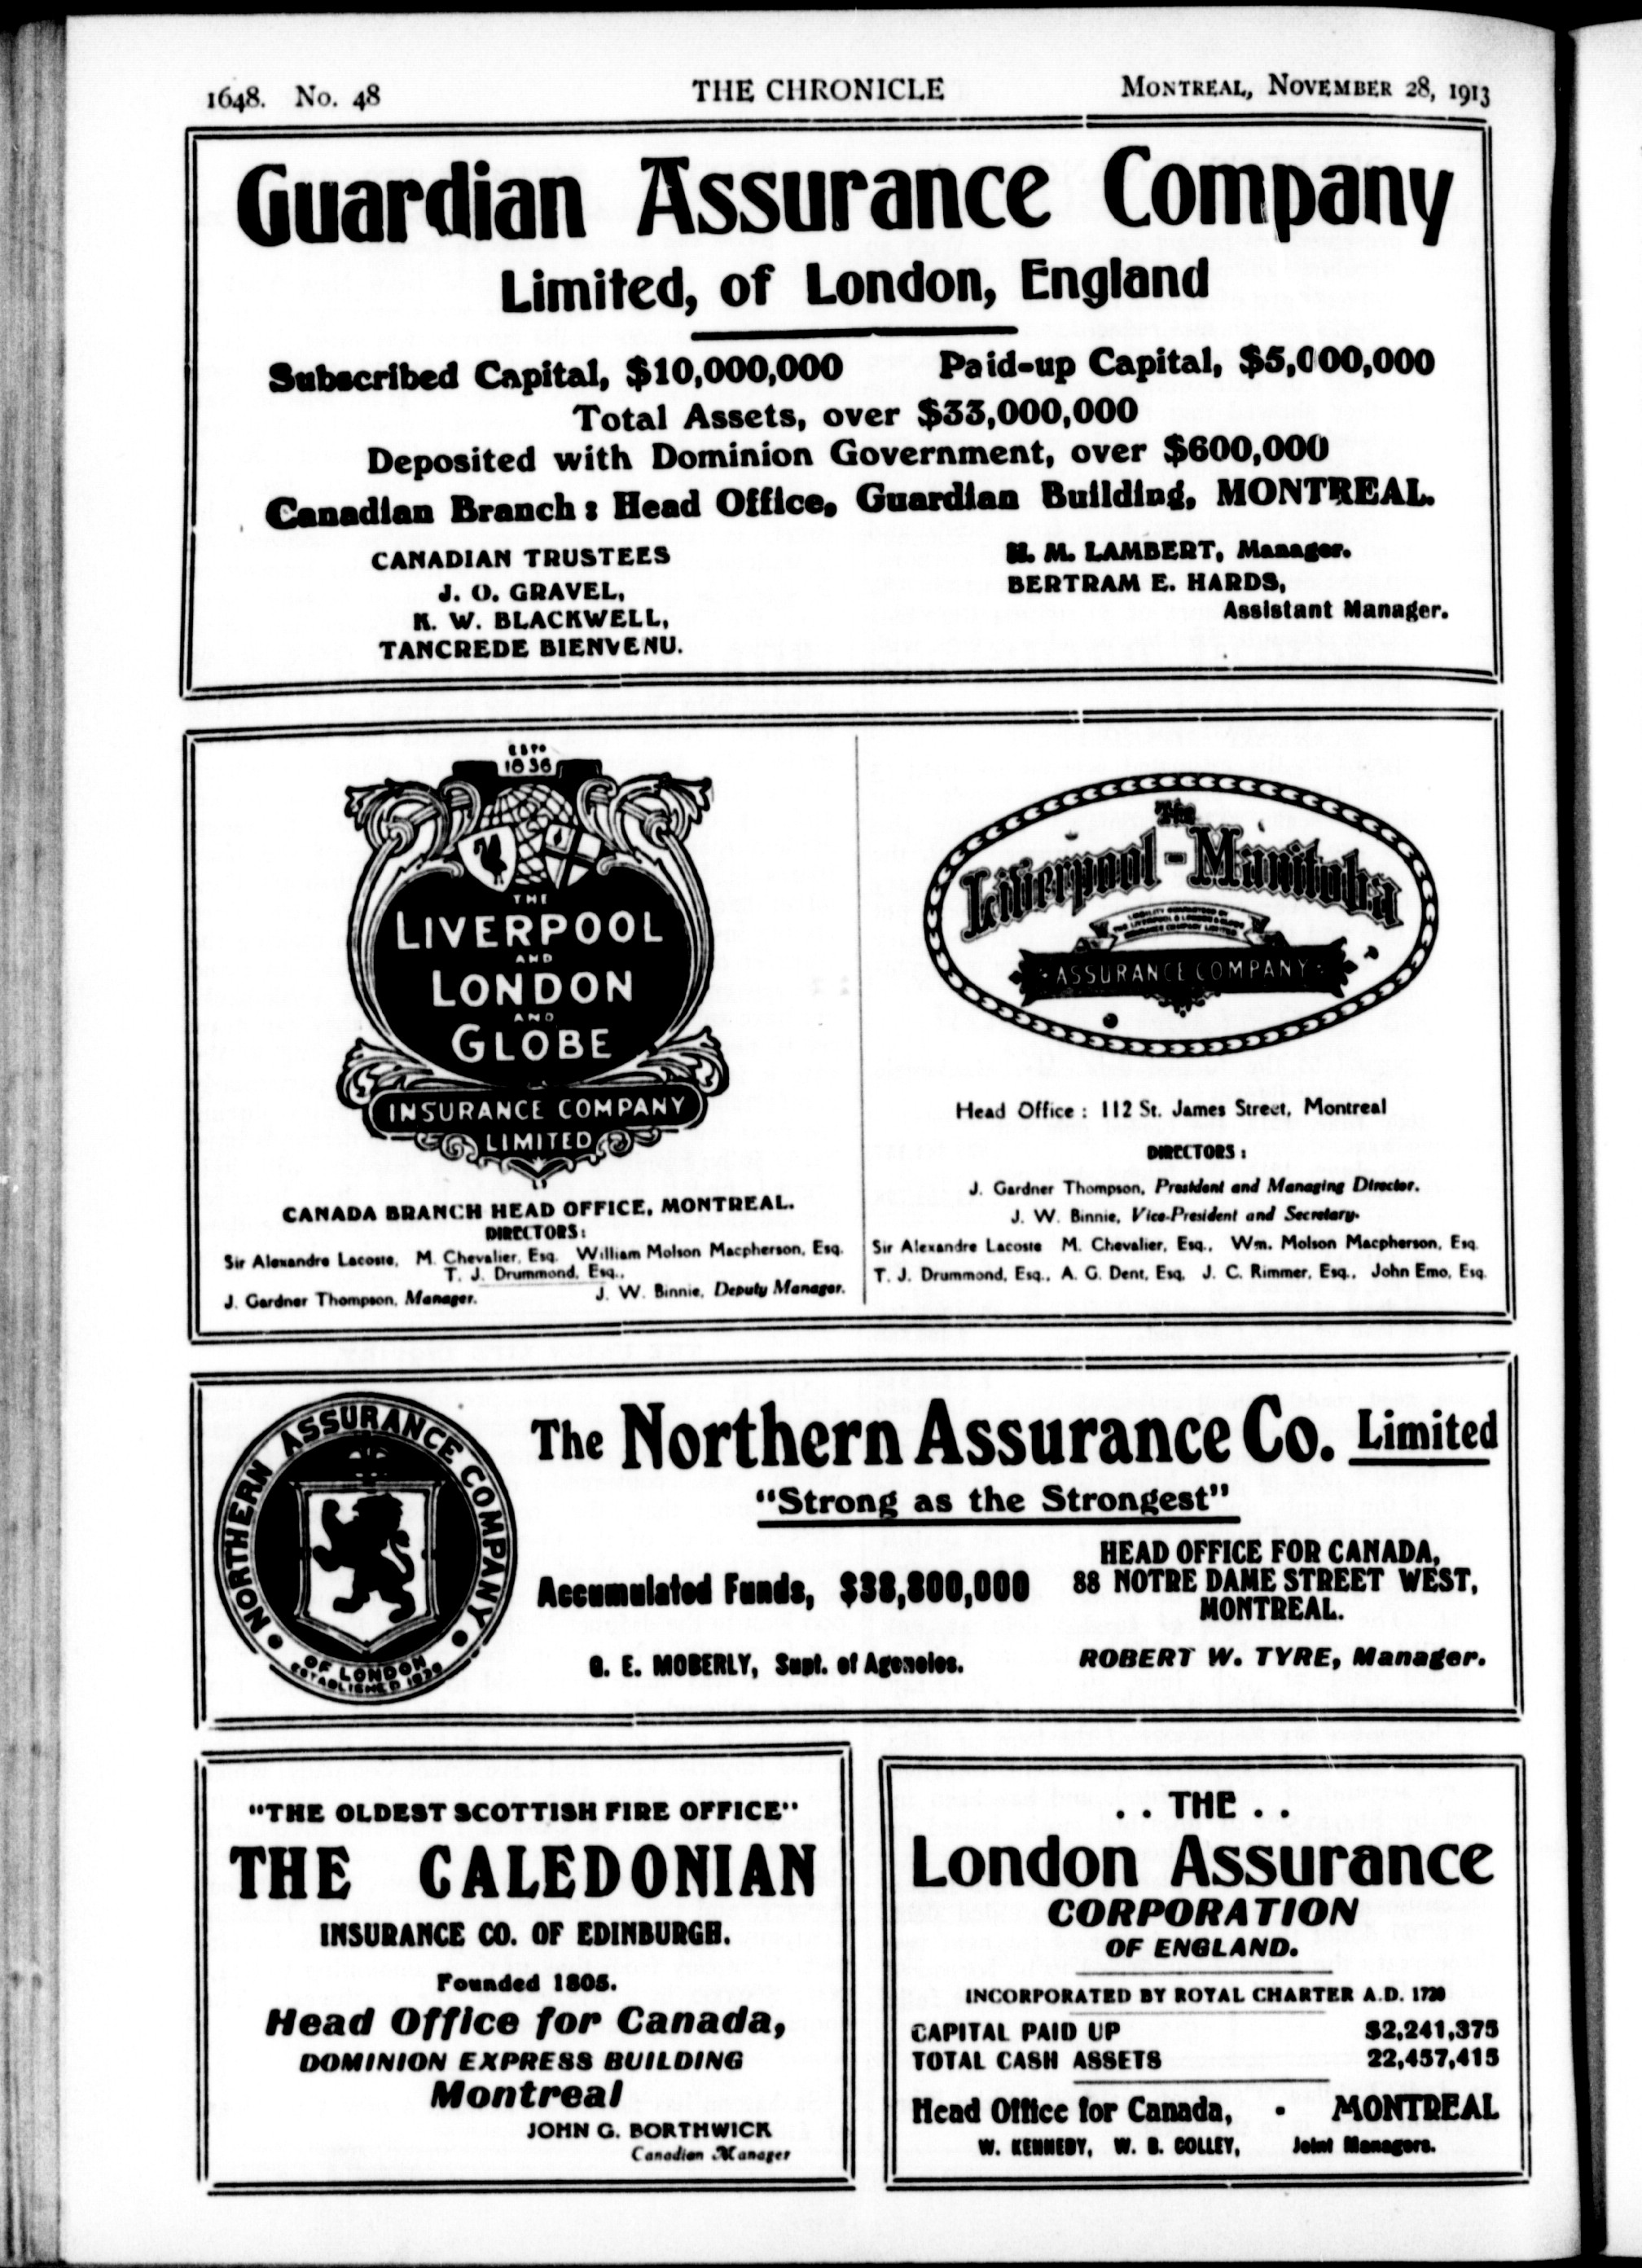 1648. No. 48 THE CHRONICLE MONTREAL, NOVEMBER 28, 1913
Guardian Assurance Company
Limited, of London, England
Subscribed Capital, $10,000,000 Paid-up Capital, $5,000,000
Total Assets, over $33,000,000
Deposited with Dominion Government, over $600,000
Canadian Branch: Head Office, Guardian Building, MONTREAL.
CANADIAN TRUSTEES
J. O. GRAVEL,
K. W. BLACKWELL,
TANCREDE BIENVENU.
H. M. LAMBERT, Manager.
BERTRAM E. HARDS,
Assistant Manager.
ESTD
1836
THE
LIVERPOOL
AND
LONDON
AND
GLOBE
INSURANCE COMPANY
LIMITED
CANADA BRANCH HEAD OFFICE, MONTREAL.
DIRECTORS:
Sir Alexandre Lacoste, M. Chevalier, Esq. William Molson Macpherson, Esq.
T. J. Drummond, Esq.,
J. Gardner Thompson, Manager. J. W. Binnie, Deputy Manager.
The
Liverpool-Manitoba
LIABILITY GUARANTEED BY
THE LIVERPOOL & LONDON & GLOBE
INSURANCE COMPANY LIMITED
ASSURANCE COMPANY
Head Office: 112 St. James Street, Montreal
DIRECTORS:
J. Gardner Thompson, President and Managing Director.
J. W. Binnie, Vice-President and Secretary.
Sir Alexandre Lacoste M. Chevalier, Esq., Wm. Molson Macpherson, Esq.
T. J. Drummond, Esq., A. G. Dent, Esq, J. C. Rimmer, Esq., John Emo, Esq.
NORTHERN ASSURANCE COMPANY
OF LONDON
ESTABLISHED 1836
The Northern Assurance Co. Limited
"Strong as the Strongest"
Accumulated Funds, $38,800,000
HEAD OFFICE FOR CANADA,
88 NOTRE DAME STREET WEST,
MONTREAL.
G. E. MOBERLY, Supt. of Agencies.
ROBERT W. TYRE, Manager.
"THE OLDEST SCOTTISH FIRE OFFICE"
THE CALEDONIAN
INSURANCE CO. OF EDINBURGH.
Founded 1805.
Head Office for Canada,
DOMINION EXPRESS BUILDING
Montreal
JOHN G. BORTHWICK
Canadian Manager
. . THE . .
London Assurance
CORPORATION
OF ENGLAND.
INCORPORATED BY ROYAL CHARTER A.D. 1720
CAPITAL PAID UP $2,241,375
TOTAL CASH ASSETS 22,457,415
Head Office for Canada, - MONTREAL
W. KENNEDY, W. B. COLLEY, Joint Managers.